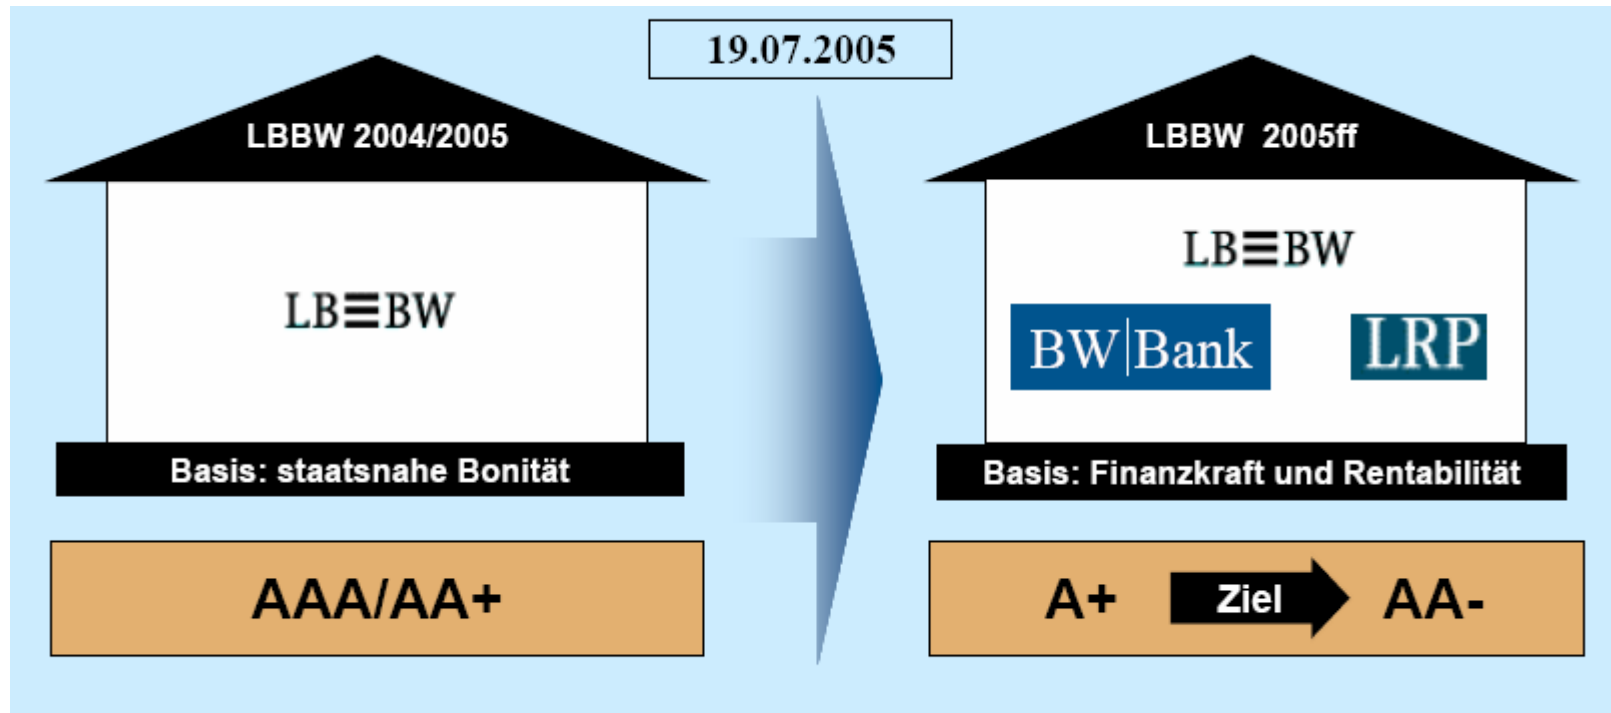 19.07.2005
LBBW 2004/2005
LB≡BW
Basis: staatsnahe Bonität
AAA/AA+
LBBW 2005ff
LB≡BW
BW|Bank
LRP
Basis: Finanzkraft und Rentabilität
A+ Ziel AA-